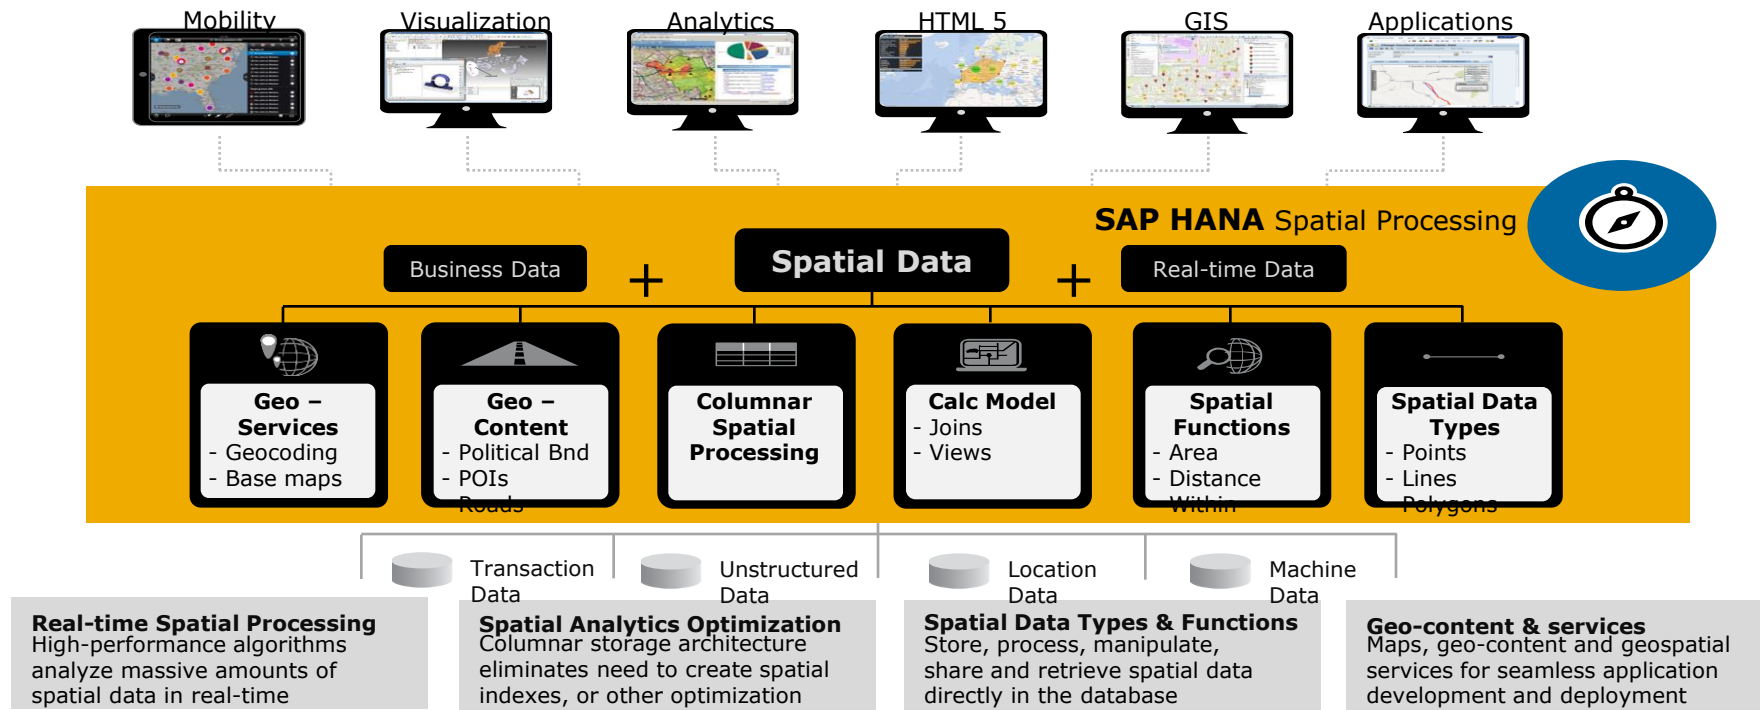 Mobility
Visualization
Analytics
HTML 5
GIS
Applications
SAP HANA Spatial Processing
Business Data
+
Spatial Data
+
Real-time Data
Geo –
Services
- Geocoding
- Base maps
Geo –
Content
- Political Bnd
- POIs
- Roads
Columnar
Spatial
Processing
Calc Model
- Joins
- Views
Spatial
Functions
- Area
- Distance
- Within
Spatial Data
Types
- Points
- Lines
- Polygons
Transaction
Data
Unstructured
Data
Location
Data
Machine
Data
Real-time Spatial Processing
High-performance algorithms
analyze massive amounts of
spatial data in real-time
Spatial Analytics Optimization
Columnar storage architecture
eliminates need to create spatial
indexes, or other optimization
Spatial Data Types & Functions
Store, process, manipulate,
share and retrieve spatial data
directly in the database
Geo-content & services
Maps, geo-content and geospatial
services for seamless application
development and deployment